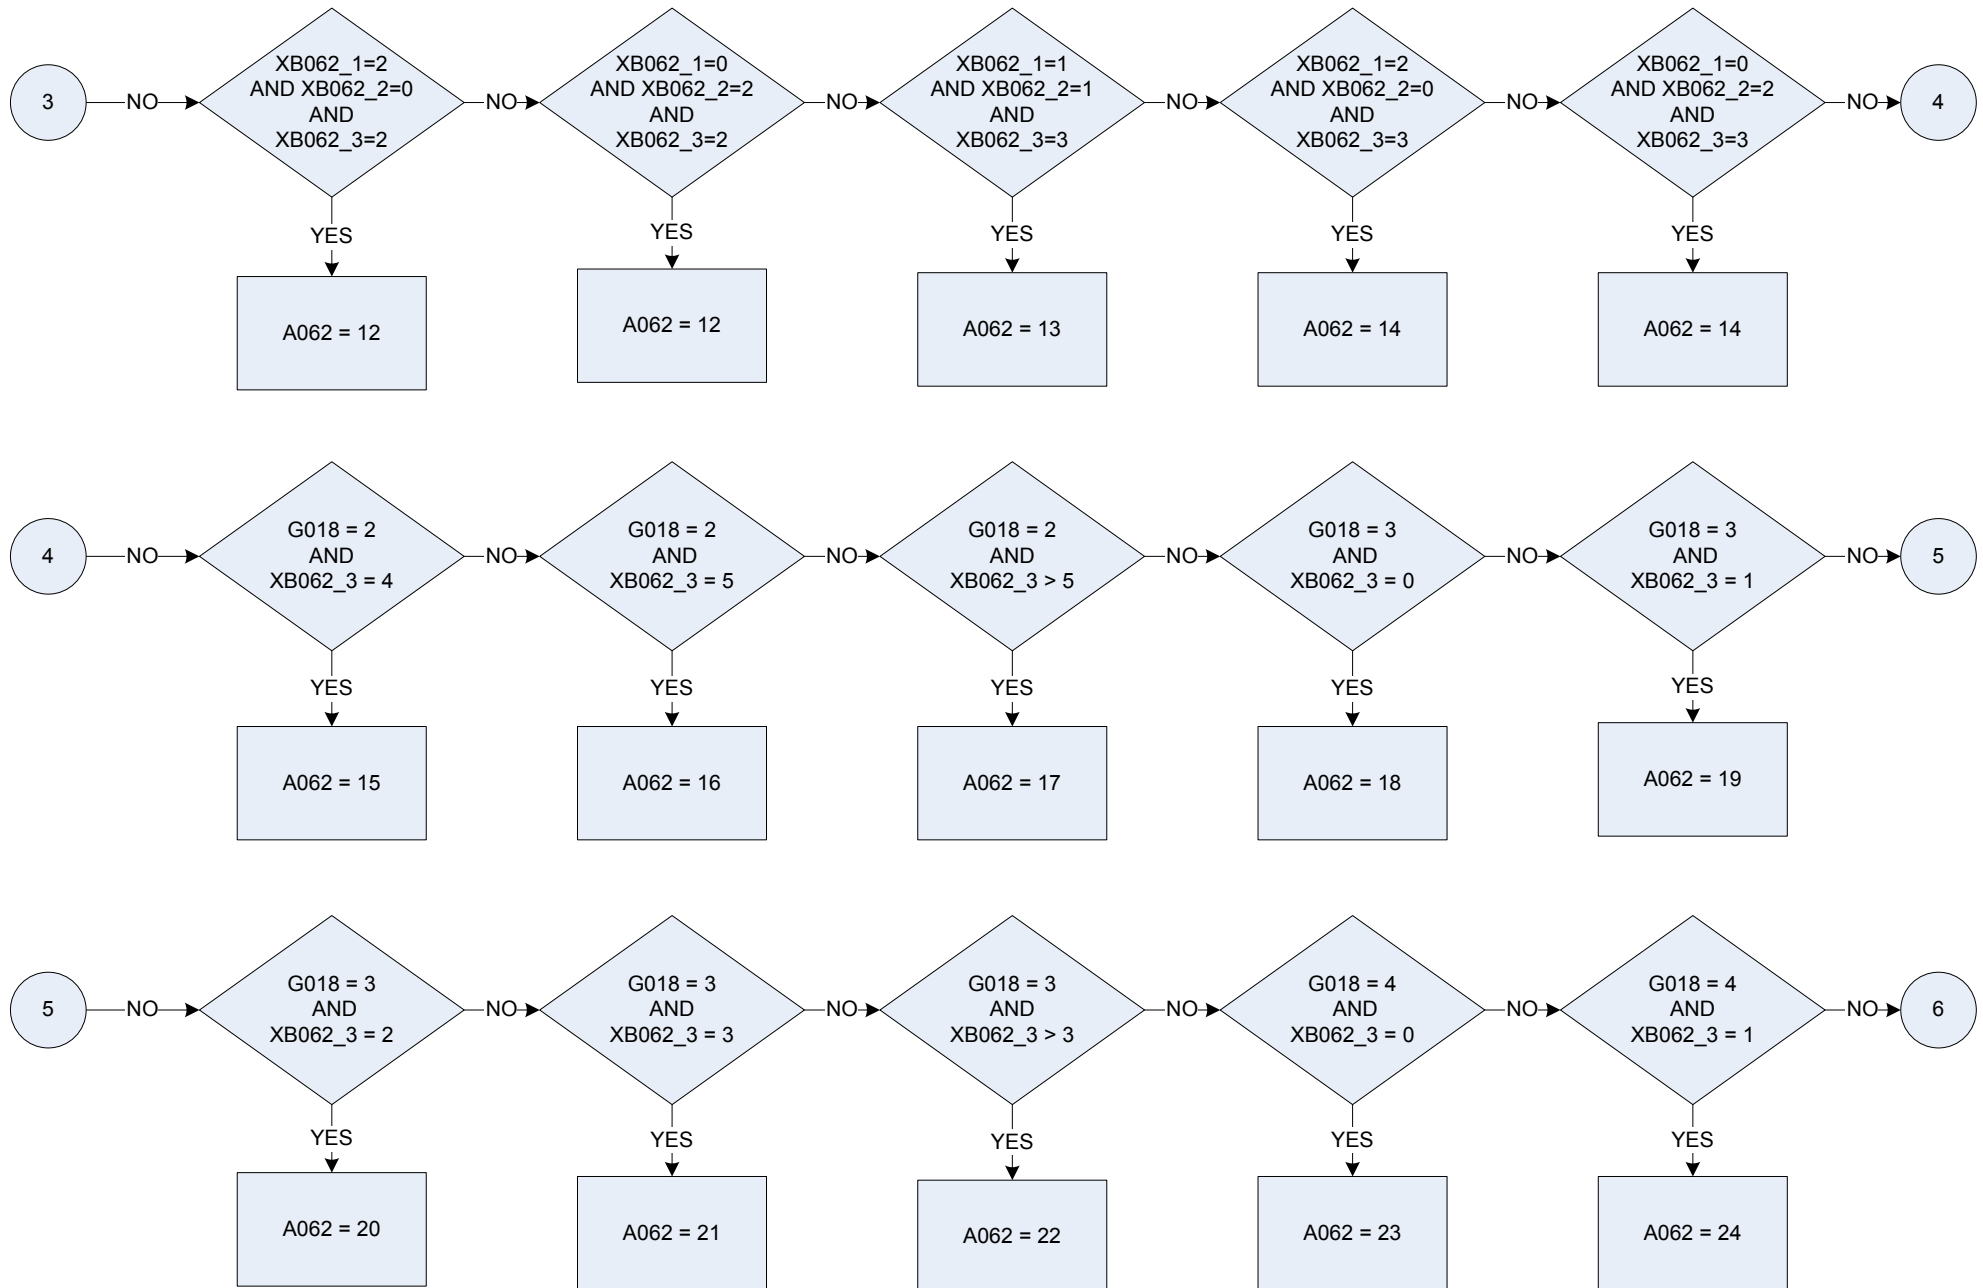 3
NO
XB062_1=2
AND XB062_2=0
AND
XB062_3=2
NO
XB062_1=0
AND XB062_2=2
AND
XB062_3=2
NO
XB062_1=1
AND XB062_2=1
AND
XB062_3=3
NO
XB062_1=2
AND XB062_2=0
AND
XB062_3=3
NO
XB062_1=0
AND XB062_2=2
AND
XB062_3=3
NO
4
YES
YES
YES
YES
YES
A062 = 12
A062 = 12
A062 = 13
A062 = 14
A062 = 14
4
NO
G018 = 2
AND
XB062_3 = 4
NO
G018 = 2
AND
XB062_3 = 5
NO
G018 = 2
AND
XB062_3 > 5
NO
G018 = 3
AND
XB062_3 = 0
NO
G018 = 3
AND
XB062_3 = 1
NO
5
YES
YES
YES
YES
YES
A062 = 15
A062 = 16
A062 = 17
A062 = 18
A062 = 19
5
NO
G018 = 3
AND
XB062_3 = 2
NO
G018 = 3
AND
XB062_3 = 3
NO
G018 = 3
AND
XB062_3 > 3
NO
G018 = 4
AND
XB062_3 = 0
NO
G018 = 4
AND
XB062_3 = 1
NO
6
YES
YES
YES
YES
YES
A062 = 20
A062 = 21
A062 = 22
A062 = 23
A062 = 24